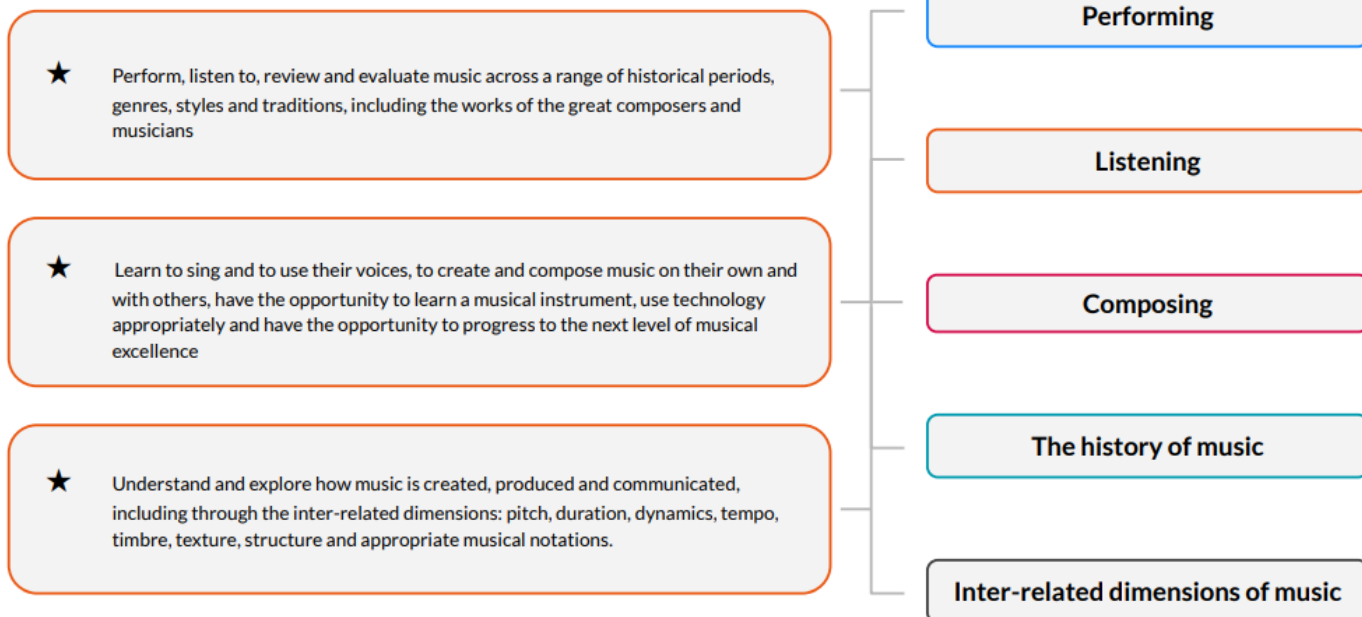 Perform, listen to, review and evaluate music across a range of historical periods,
genres, styles and traditions, including the works of the great composers and
musicians
Learn to sing and to use their voices, to create and compose music on their own and
with others, have the opportunity to learn a musical instrument, use technology
appropriately and have the opportunity to progress to the next level of musical
excellence
Understand and explore how music is created, produced and communicated,
including through the inter-related dimensions: pitch, duration, dynamics, tempo,
timbre, texture, structure and appropriate musical notations.
Performing
Listening
Composing
The history of music
Inter-related dimensions of music